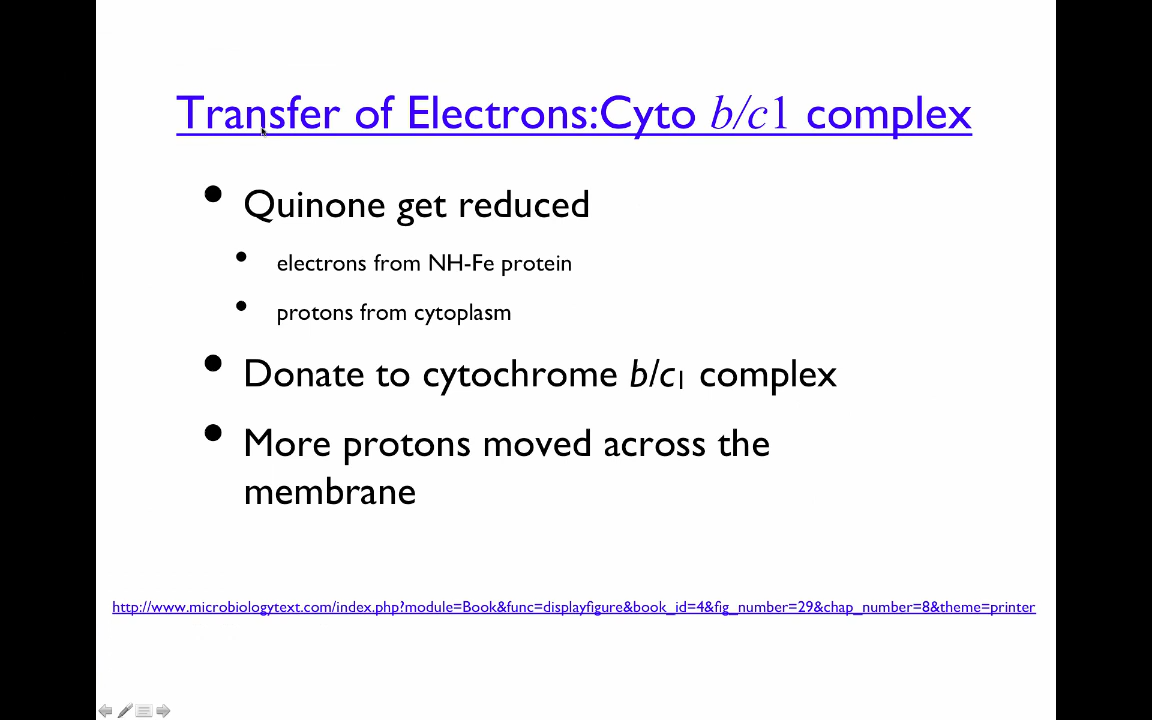 Transfer of Electrons:Cyto b/c1 complex
• Quinone get reduced
• electrons from NH-Fe protein
• protons from cytoplasm
• Donate to cytochrome b/c₁ complex
• More protons moved across the
membrane
http://www.microbiologytext.com/index.php?module=Book&func=displayfigure&book_id=4&fig_number=29&chap_number=8&theme=printer